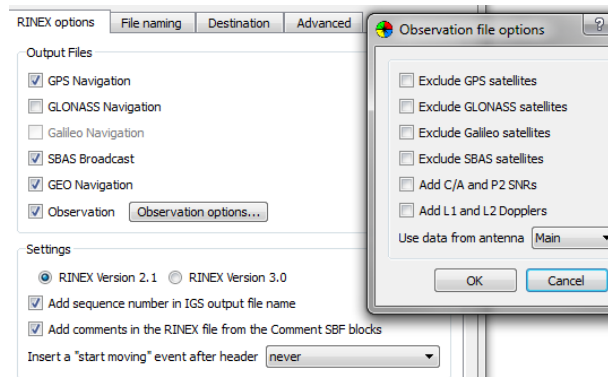 RINEX options
File naming
Destination
Advanced
Output Files
GPS Navigation
GLONASS Navigation
Galileo Navigation
SBAS Broadcast
GEO Navigation
Observation
Observation options...
Settings
RINEX Version 2.1
RINEX Version 3.0
Add sequence number in IGS output file name
Add comments in the RINEX file from the Comment SBF blocks
Insert a "start moving" event after header
never
Observation file options
?
Exclude GPS satellites
Exclude GLONASS satellites
Exclude Galileo satellites
Exclude SBAS satellites
Add C/A and P2 SNRs
Add L1 and L2 Dopplers
Use data from antenna
Main
OK
Cancel